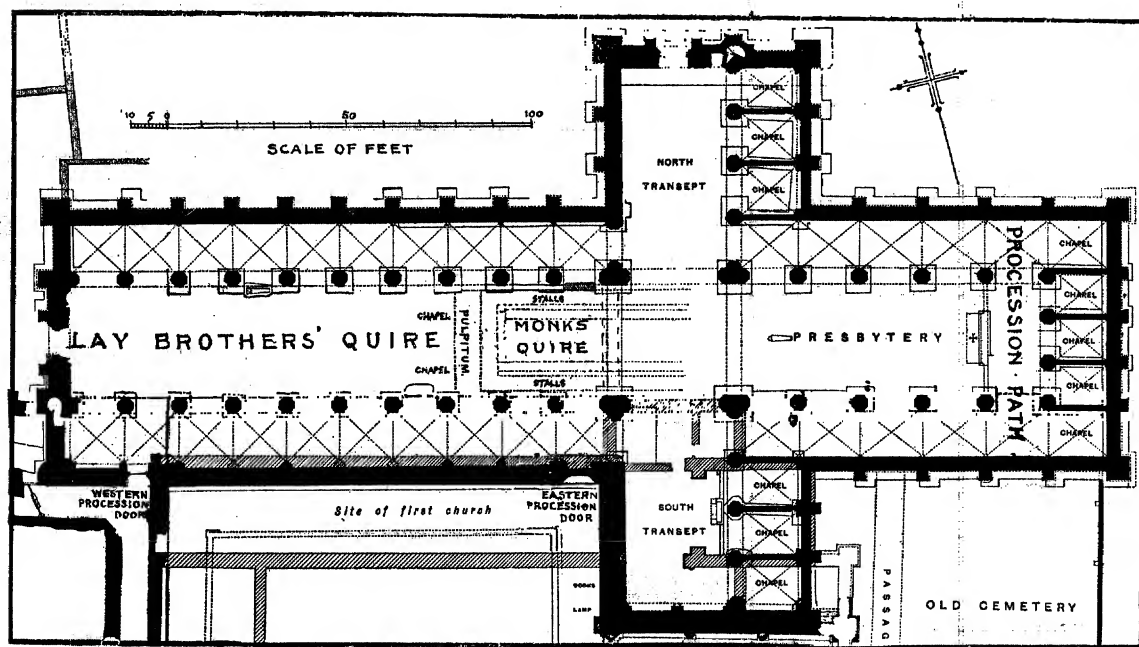 10 5 0 50 100
SCALE OF FEET
CHAPEL
CHAPEL
CHAPEL
NORTH
TRANSEPT
LAY BROTHERS' QUIRE
CHAPEL
CHAPEL
PULPITUM.
STALLS
MONKS
QUIRE
STALLS
PRESBYTERY
PROCESSION · PATH
CHAPEL
CHAPEL
CHAPEL
CHAPEL
CHAPEL
WESTERN
PROCESSION
DOOR
Site of first church
EASTERN
PROCESSION
DOOR
SOUTH
TRANSEPT
CHAPEL
CHAPEL
CHAPEL
LAMP
PASSAG
OLD CEMETERY